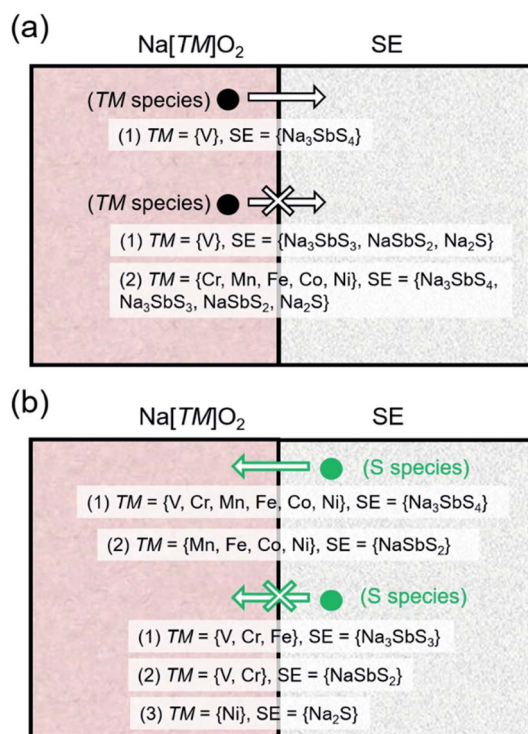 (a)
Na[TM]O₂ SE
(TM species)
(1) TM = {V}, SE = {Na₃SbS₄}
(TM species)
(1) TM = {V}, SE = {Na₃SbS₃, NaSbS₂, Na₂S}
(2) TM = {Cr, Mn, Fe, Co, Ni}, SE = {Na₃SbS₄,
Na₃SbS₃, NaSbS₂, Na₂S}
(b)
Na[TM]O₂ SE
(S species)
(1) TM = {V, Cr, Mn, Fe, Co, Ni}, SE = {Na₃SbS₄}
(2) TM = {Mn, Fe, Co, Ni}, SE = {NaSbS₂}
(S species)
(1) TM = {V, Cr, Fe}, SE = {Na₃SbS₃}
(2) TM = {V, Cr}, SE = {NaSbS₂}
(3) TM = {Ni}, SE = {Na₂S}